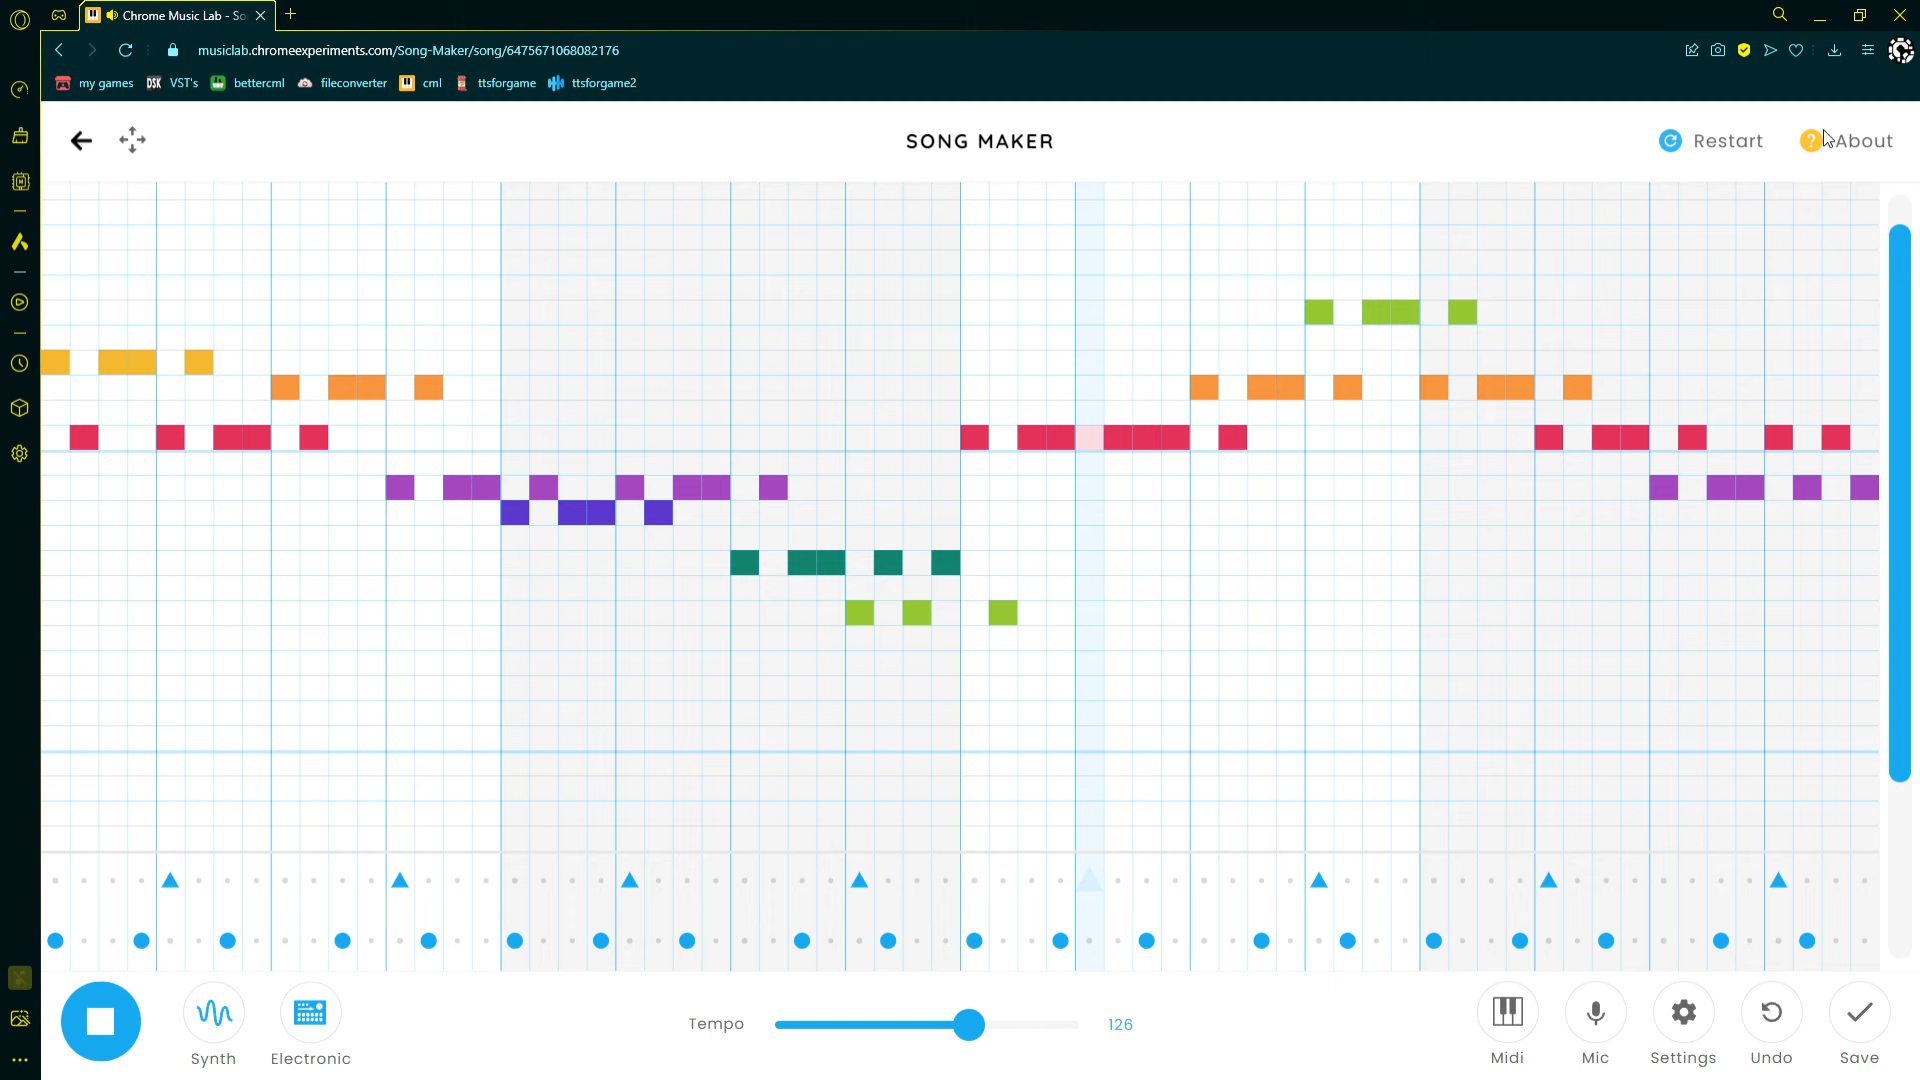 Chrome Music Lab - So
musiclab.chromeexperiments.com/Song-Maker/song/6475671068082176
my games DSK VST's bettercml fileconverter cml ttsforgame ttsforgame2
SONG MAKER
Restart ? About
Tempo 126
Synth Electronic Midi Mic Settings Undo Save